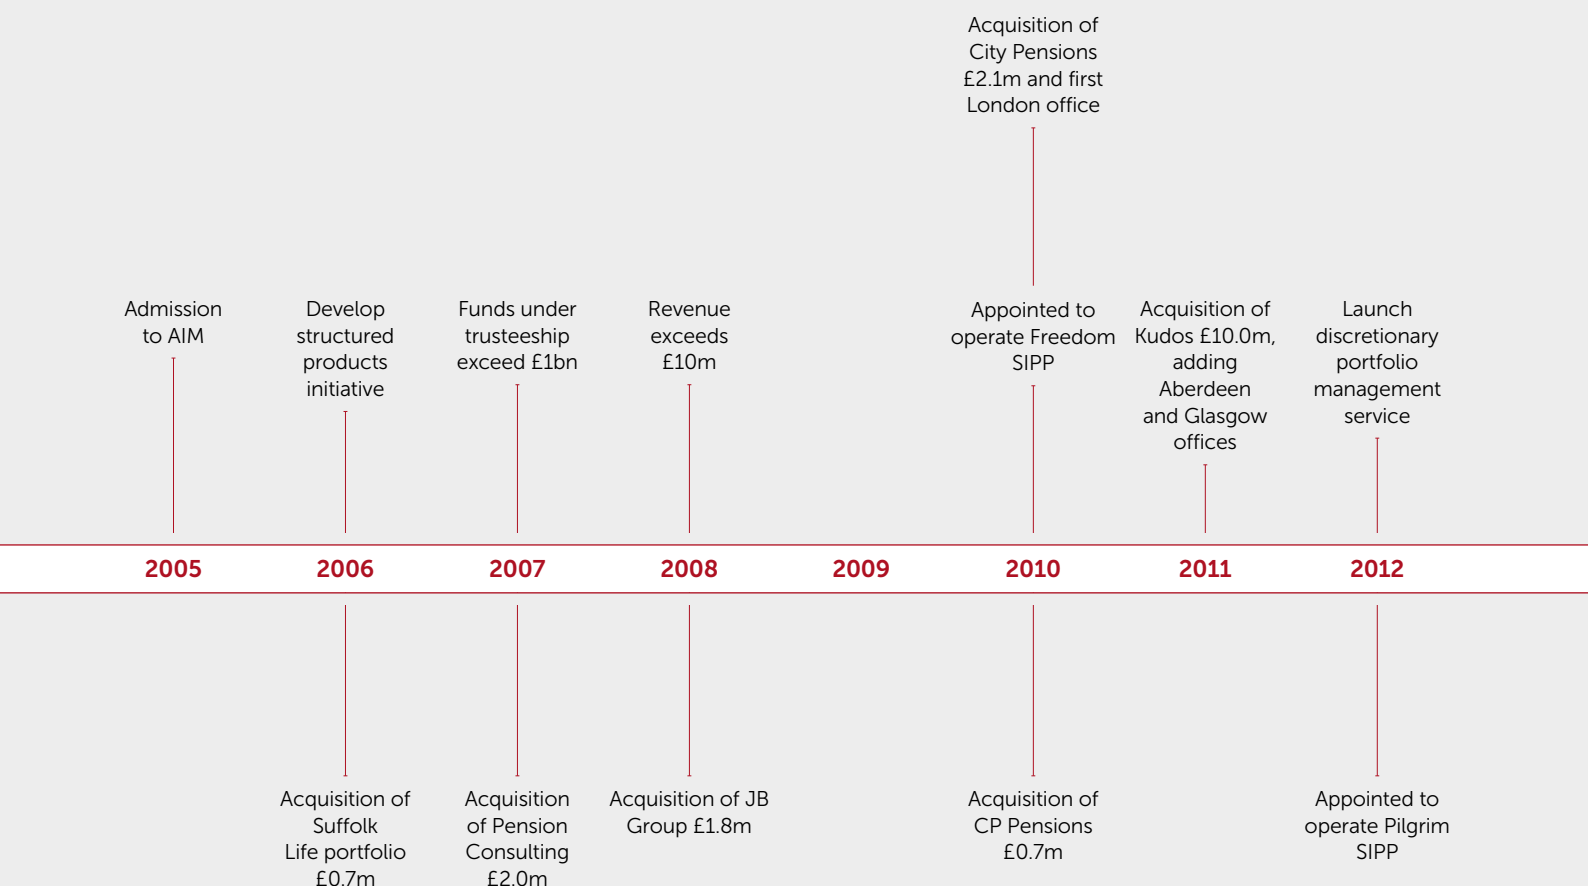 Acquisition of
City Pensions
£2.1m and first
London office
Admission
to AIM
Develop
structured
products
initiative
Funds under
trusteeship
exceed £1bn
Revenue
exceeds
£10m
Appointed to
operate Freedom
SIPP
Acquisition of
Kudos £10.0m,
adding
Aberdeen
and Glasgow
offices
Launch
discretionary
portfolio
management
service
2005 2006 2007 2008 2009 2010 2011 2012
Acquisition of
Suffolk
Life portfolio
£0.7m
Acquisition
of Pension
Consulting
£2.0m
Acquisition of JB
Group £1.8m
Acquisition of
CP Pensions
£0.7m
Appointed to
operate Pilgrim
SIPP